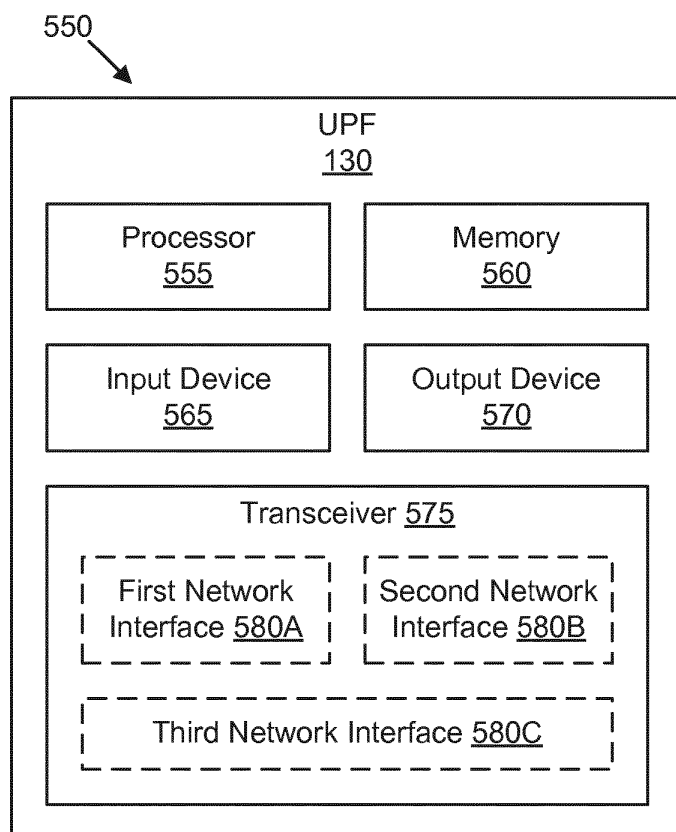 550
UPF
130
Processor
555
Memory
560
Input Device
565
Output Device
570
Transceiver 575
First Network
Interface 580A
Second Network
Interface 580B
Third Network Interface 580C